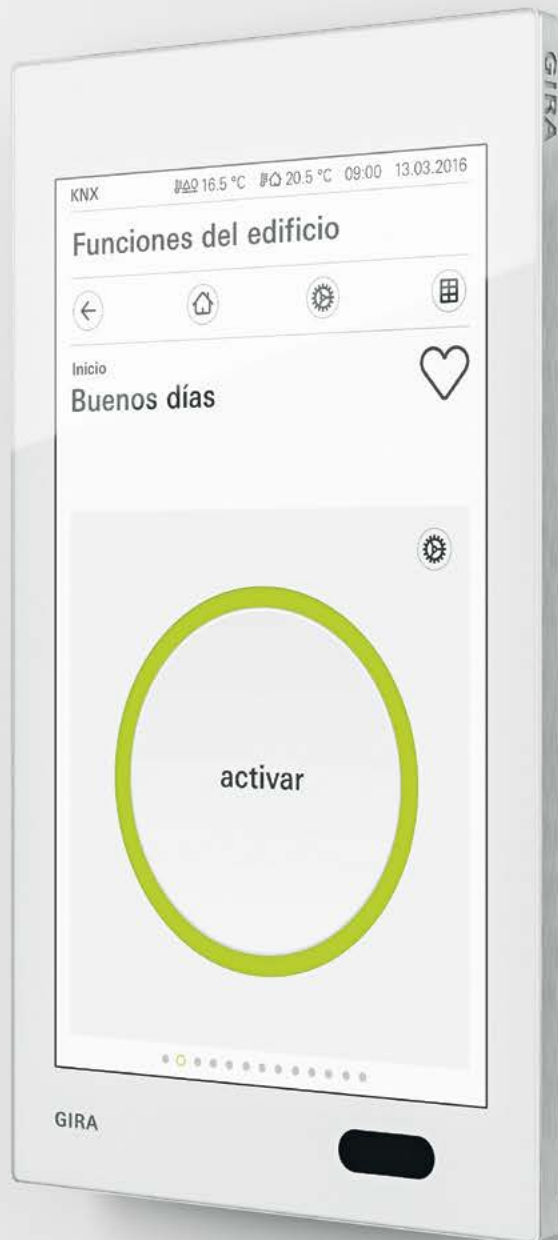 GIRA
KNX 16.5 °C 20.5 °C 09:00 13.03.2016
Funciones del edificio
Inicio
Buenos días
activar
GIRA